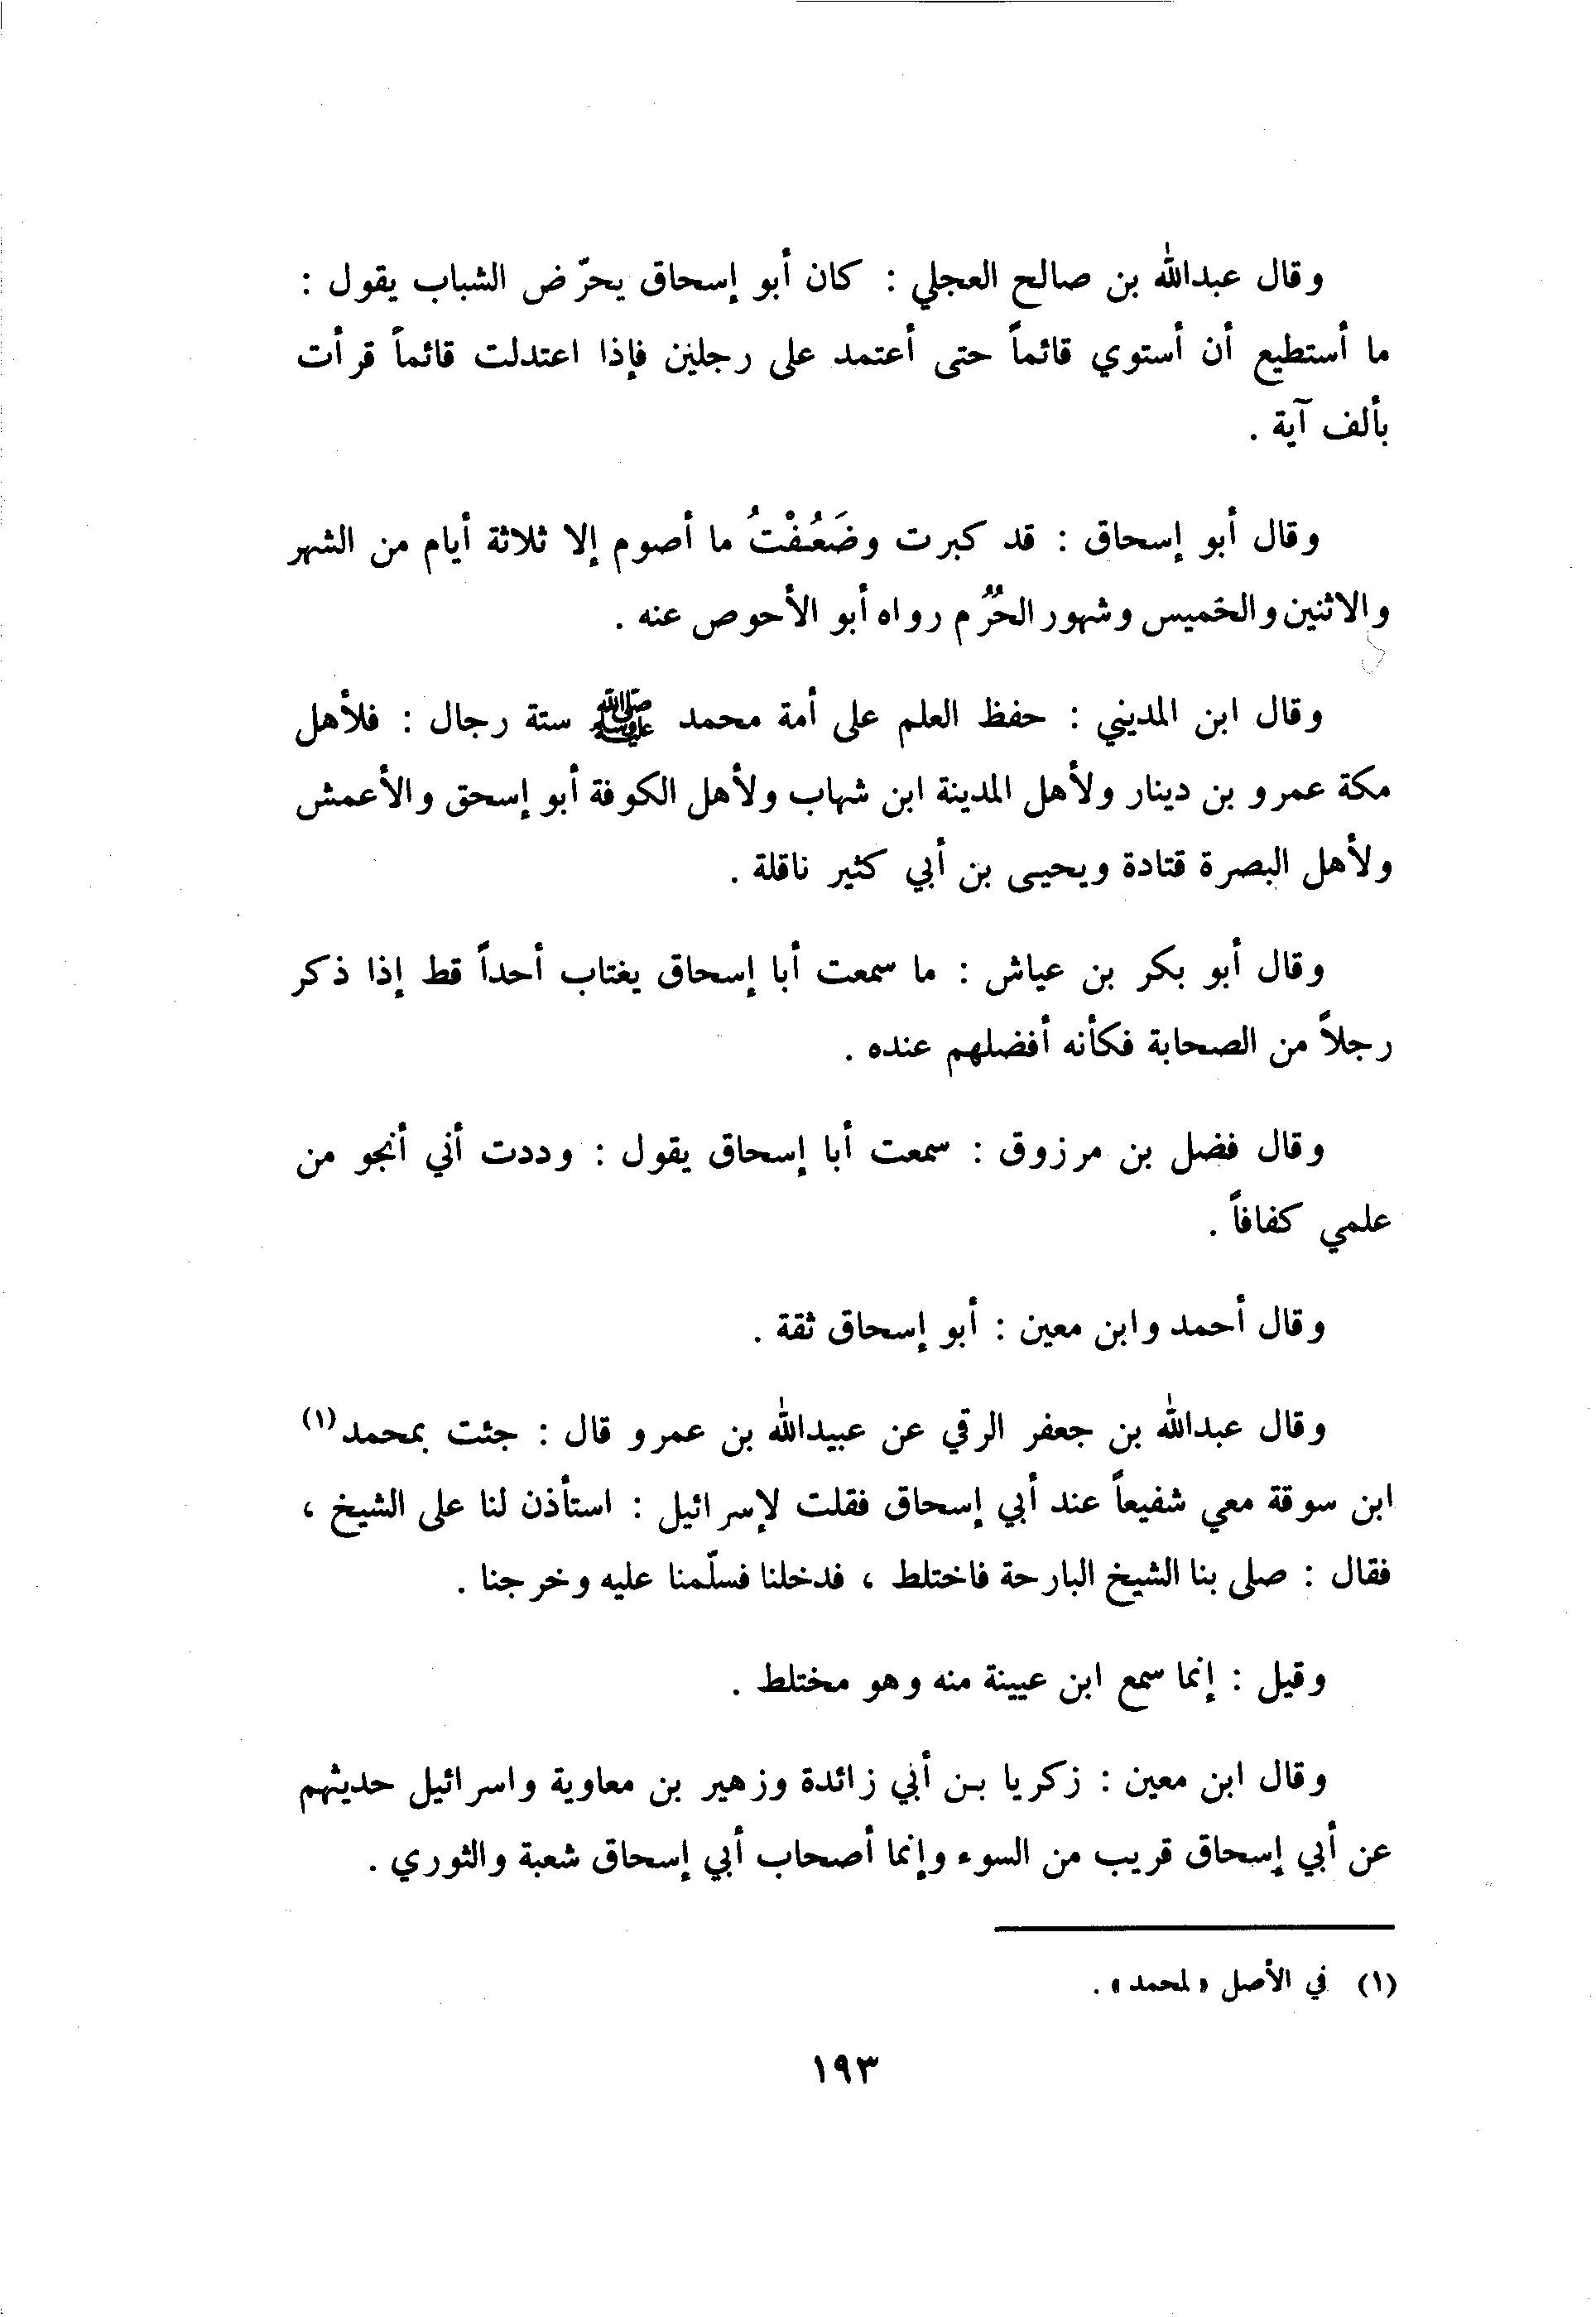 وقال عبدالله بن صالح العجلي : كان أبو إسحاق يحرّض الشباب يقول :
ما أستطيع أن أستوي قائماً حتى أعتمد على رجلين فإذا اعتدلت قائماً قرأت
بألف آية .
وقال أبو إسحاق : قد كبرت وضَعُفْتُ ما أصوم إلا ثلاثة أيام من الشهر
والاثنين والخميس وشهور الحُرُم رواه أبو الأحوص عنه .
وقال ابن المديني : حفظ العلم على أمة محمد ﷺ ستة رجال : فلأهل
مكة عمرو بن دينار ولأهل المدينة ابن شهاب ولأهل الكوفة أبو إسحق والأعمش
ولأهل البصرة قتادة ويحيى بن أبي كثير ناقلة .
وقال أبو بكر بن عياش : ما سمعت أبا إسحاق يغتاب أحداً قط إذا ذكر
رجلاً من الصحابة فكأنه أفضلهم عنده .
وقال فضل بن مرزوق : سمعت أبا إسحاق يقول : وددت أني أنجو من
علمي كفافاً .
وقال أحمد وابن معين : أبو إسحاق ثقة .
وقال عبدالله بن جعفر الرقي عن عبيدالله بن عمرو قال : جئت بمحمد(١)
ابن سوقة معي شفيعاً عند أبي إسحاق فقلت لإسرائيل : استأذن لنا على الشيخ ،
فقال : صلى بنا الشيخ البارحة فاختلط ، فدخلنا فسلّمنا عليه وخرجنا .
وقيل : إنما سمع ابن عيينة منه وهو مختلط .
وقال ابن معين : زكريا بن أبي زائدة وزهير بن معاوية واسرائيل حديثهم
عن أبي إسحاق قريب من السوء وإنما أصحاب أبي إسحاق شعبة والثوري .
(١) في الأصل «لمحمد» .
١٩٣